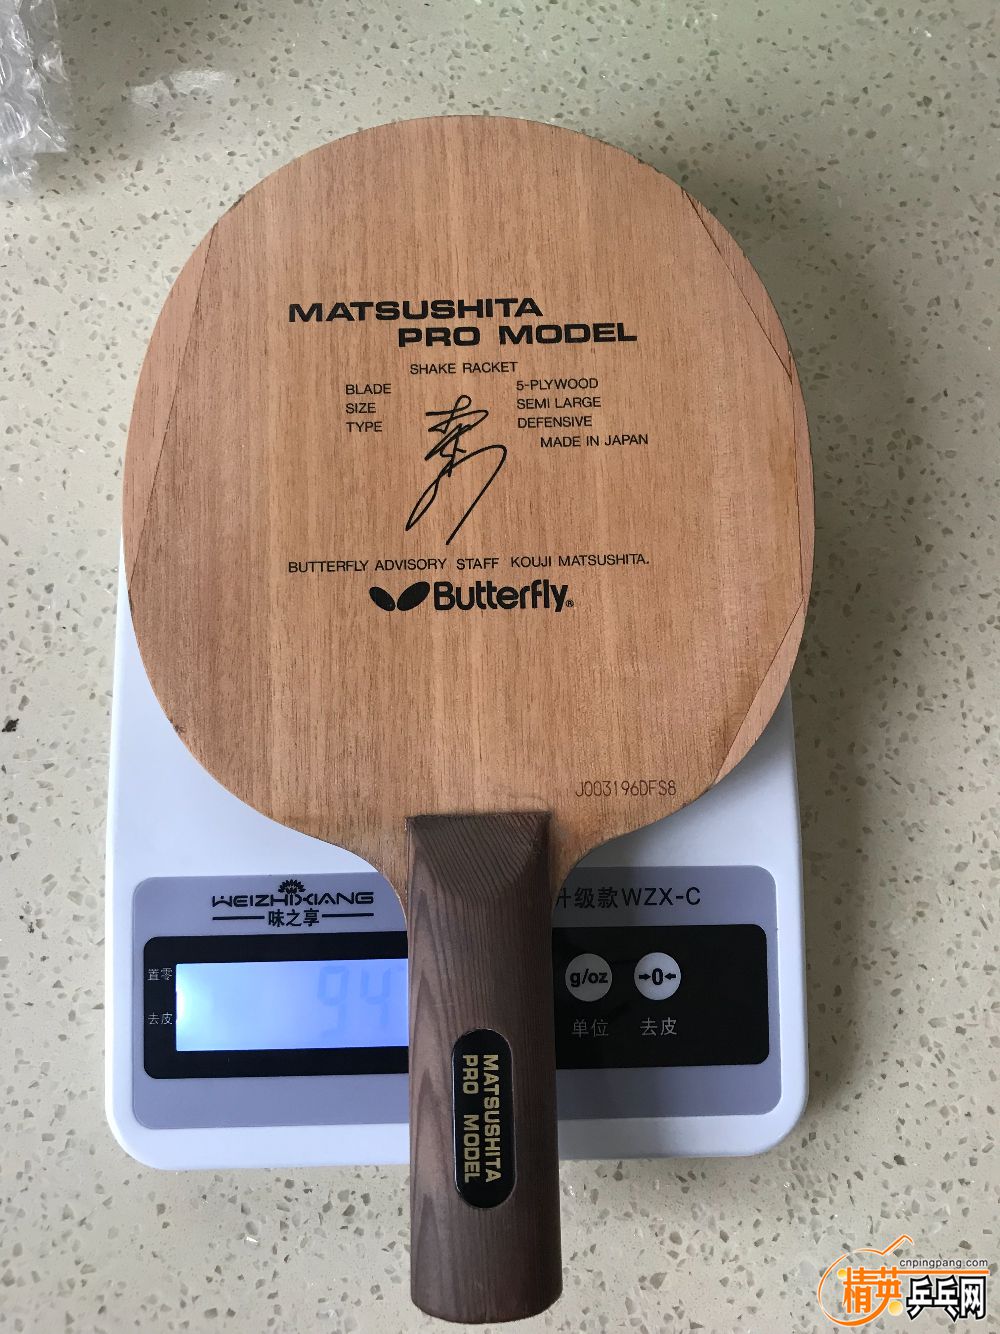 MATSUSHITA
PRO MODEL
SHAKE RACKET
BLADE 5-PLYWOOD
SIZE SEMI LARGE
TYPE DEFENSIVE
MADE IN JAPAN
BUTTERFLY ADVISORY STAFF KOUJI MATSUSHITA.
Butterfly®
J003196DFS8
WEIZHIXIANG
味之享
升级款WZX-C
置零
去皮
94
g/oz
→0←
单位
去皮
MATSUSHITA
PRO MODEL
cnpingpang.com
精英乒乓网